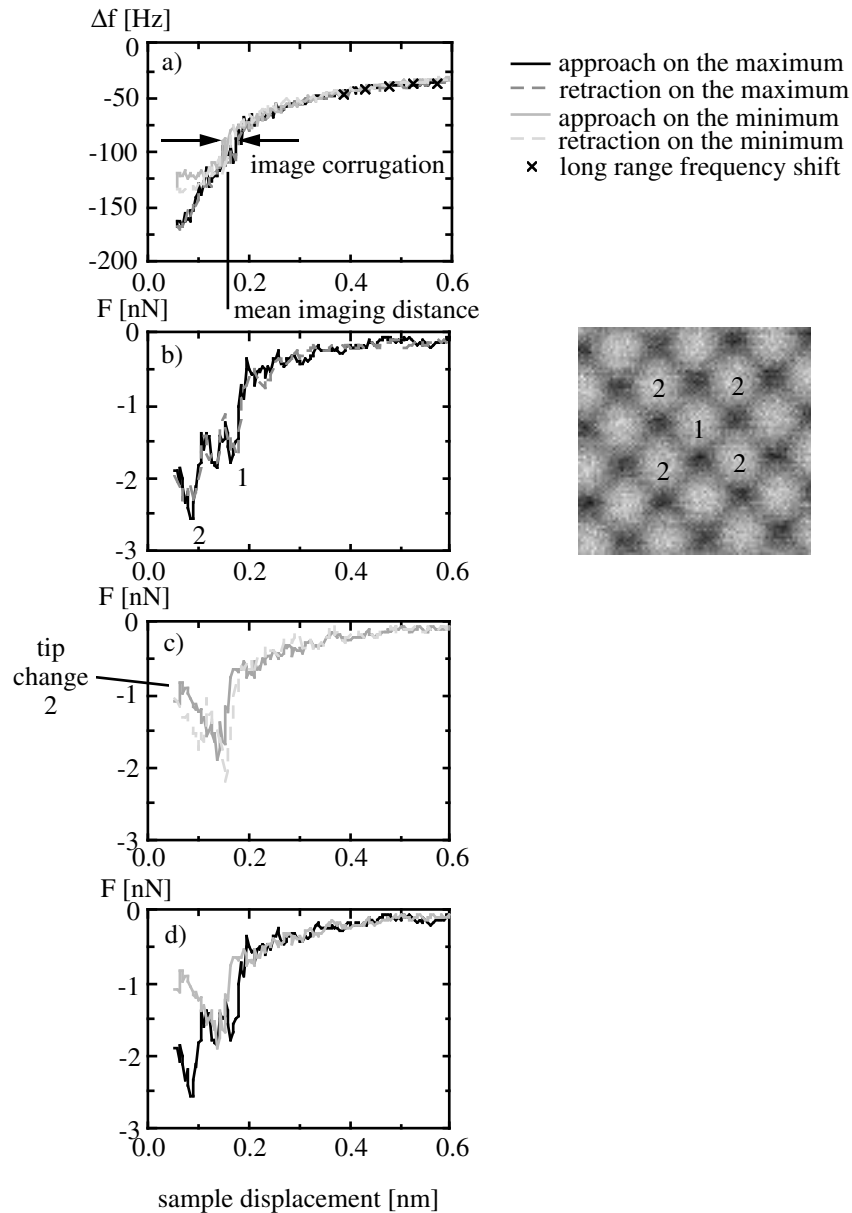 Δf [Hz]
a)
0
-50
-100
-150
-200
0.0 0.2 0.4 0.6
image corrugation
mean imaging distance
approach on the maximum
retraction on the maximum
approach on the minimum
retraction on the minimum
long range frequency shift
F [nN]
b)
0
-1
-2
-3
1
2
0.0 0.2 0.4 0.6
2 2
1
2 2
F [nN]
c)
0
-1
-2
-3
tip
change
2
0.0 0.2 0.4 0.6
F [nN]
d)
0
-1
-2
-3
0.0 0.2 0.4 0.6
sample displacement [nm]